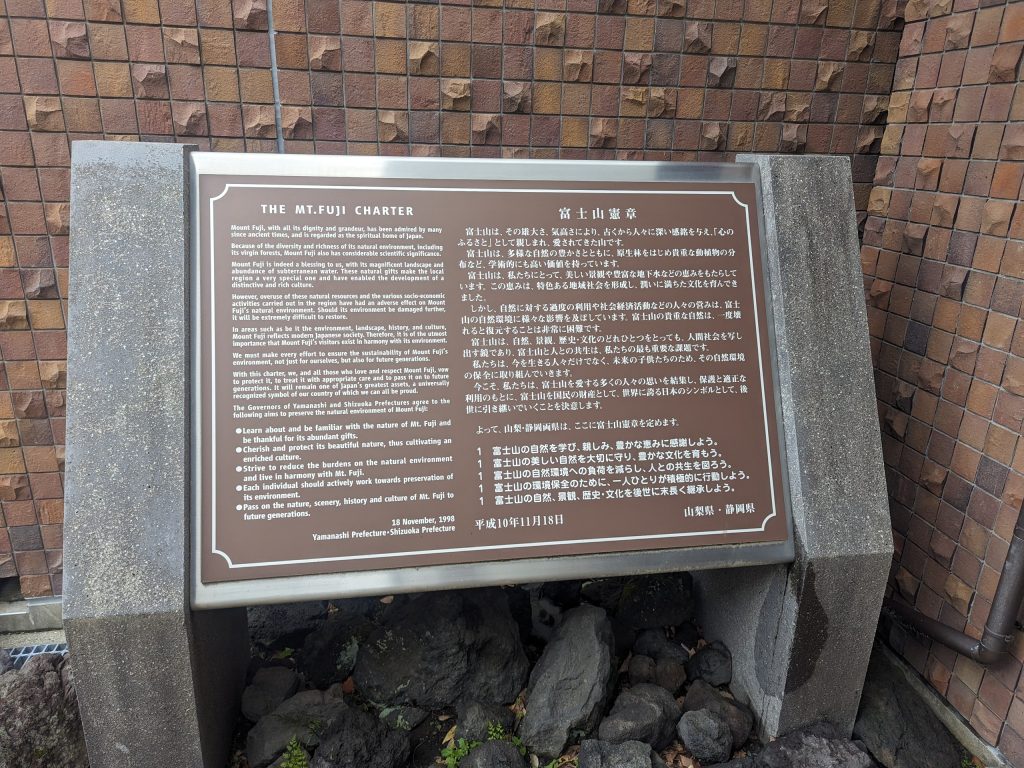 THE MT.FUJI CHARTER
Mount Fuji, with all its dignity and grandeur, has been admired by many
since ancient times, and is regarded as the spiritual home of Japan.
Because of the diversity and richness of its natural environment, including
its virgin forests, Mount Fuji also has considerable scientific significance.
Mount Fuji is indeed a blessing to us, with its magnificent landscape and
abundance of subterranean water. These natural gifts make the local
region a very special one and have enabled the development of a
distinctive and rich culture.
However, overuse of these natural resources and the various socio-economic
activities carried out in the region have had an adverse effect on Mount
Fuji's natural environment. Should its environment be damaged further,
it will be extremely difficult to restore.
In areas such as be it the environment, landscape, history, and culture,
Mount Fuji reflects modern Japanese society. Therefore, it is of the utmost
importance that Mount Fuji's visitors exist in harmony with its environment.
We must make every effort to ensure the sustainability of Mount Fuji's
environment, not just for ourselves, but also for future generations.
With this charter, we, and all those who love and respect Mount Fuji, vow
to protect it, to treat it with appropriate care and to pass it on to future
generations. It will remain one of Japan's greatest assets, a universally
recognized symbol of our country of which we can all be proud.
The Governors of Yamanashi and Shizuoka Prefectures agree to the
following aims to preserve the natural environment of Mount Fuji:
●Learn about and be familiar with the nature of Mt. Fuji and
be thankful for its abundant gifts.
●Cherish and protect its beautiful nature, thus cultivating an
enriched culture.
●Strive to reduce the burdens on the natural environment
and live in harmony with Mt. Fuji.
●Each individual should actively work towards preservation of
its environment.
●Pass on the nature, scenery, history and culture of Mt. Fuji to
future generations.
18 November, 1998
Yamanashi Prefecture・Shizuoka Prefecture
富士山憲章
富士山は、その雄大さ、気高さにより、古くから人々に深い感銘を与え、「心の
ふるさと」として親しまれ、愛されてきた山です。
富士山は、多様な自然の豊かさとともに、原生林をはじめ貴重な動植物の分
布など、学術的にも高い価値を持っています。
富士山は、私たちにとって、美しい景観や豊富な地下水などの恵みをもたらして
います。この恵みは、特色ある地域社会を形成し、潤いに満ちた文化を育んで
きました。
しかし、自然に対する過度の利用や社会経済活動などの人々の営みは、富士
山の自然環境に様々な影響を及ぼしています。富士山の貴重な自然は、一度壊
れると復元することは非常に困難です。
富士山は、自然、景観、歴史・文化のどれひとつをとっても、人間社会を写し
出す鏡であり、富士山と人との共生は、私たちの最も重要な課題です。
私たちは、今を生きる人々だけでなく、未来の子供たちのため、その自然環境
の保全に取り組んでいきます。
今こそ、私たちは、富士山を愛する多くの人々の思いを結集し、保護と適正な
利用のもとに、富士山を国民の財産として、世界に誇る日本のシンボルとして、後
世に引き継いでいくことを決意します。
よって、山梨・静岡両県は、ここに富士山憲章を定めます。
1 富士山の自然を学び、親しみ、豊かな恵みに感謝しよう。
1 富士山の美しい自然を大切に守り、豊かな文化を育もう。
1 富士山の自然環境への負荷を減らし、人との共生を図ろう。
1 富士山の環境保全のために、一人ひとりが積極的に行動しよう。
1 富士山の自然、景観、歴史・文化を後世に末長く継承しよう。
平成10年11月18日
山梨県・静岡県